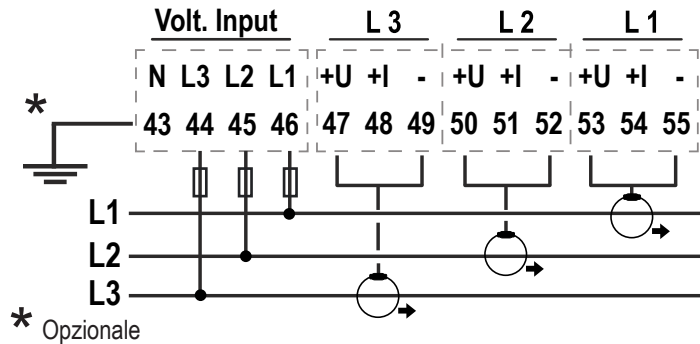 Volt. Input L 3 L 2 L 1
N L3 L2 L1 +U +I - +U +I - +U +I -
* 43 44 45 46 47 48 49 50 51 52 53 54 55
L1
L2
L3
* Opzionale